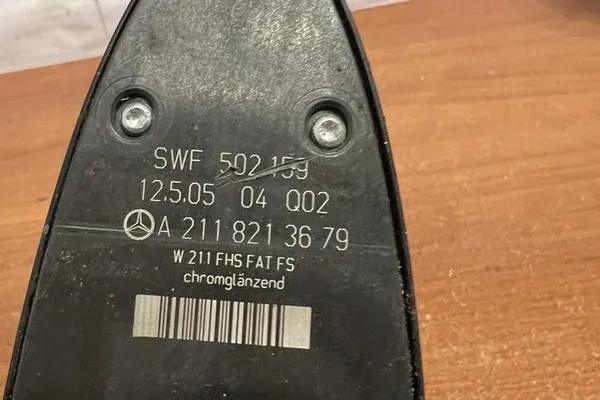 SWF 502 159
12.5.05 04 Q02
A 211 821 36 79
W 211 FHS FAT FS
chromglänzend